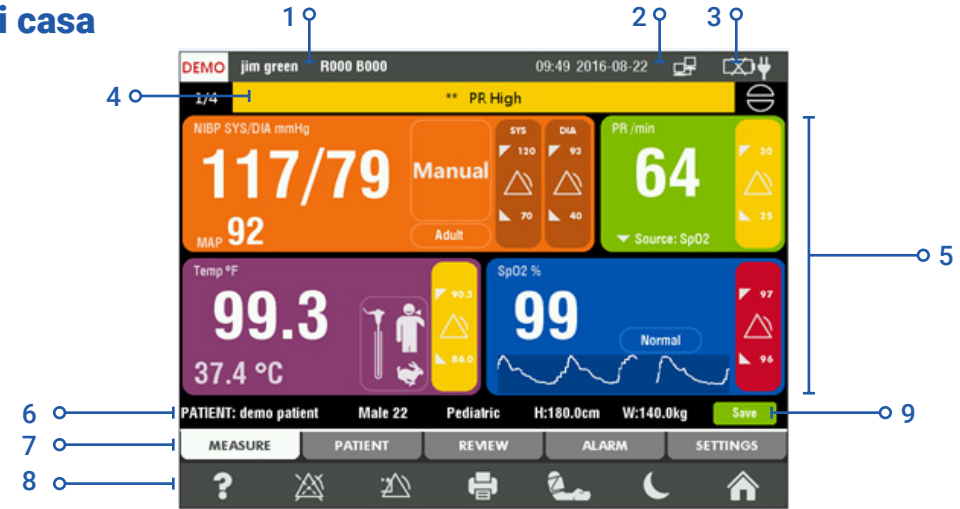 i casa
1
2
3
DEMO jim green R000 B000 09:49 2016-08-22
4
1/4 ** PR High
NIBP SYS/DIA mmHg
117/79
Manual
SYS DIA
120 93
70 40
MAP 92
Adult
PR /min
64
30
25
Source: SpO2
5
Temp °F
99.3
37.4 °C
90.3
86.0
SpO2 %
99
Normal
97
96
6
PATIENT: demo patient Male 22 Pediatric H:180.0cm W:140.0kg Save
9
7
MEASURE PATIENT REVIEW ALARM SETTINGS
8
?